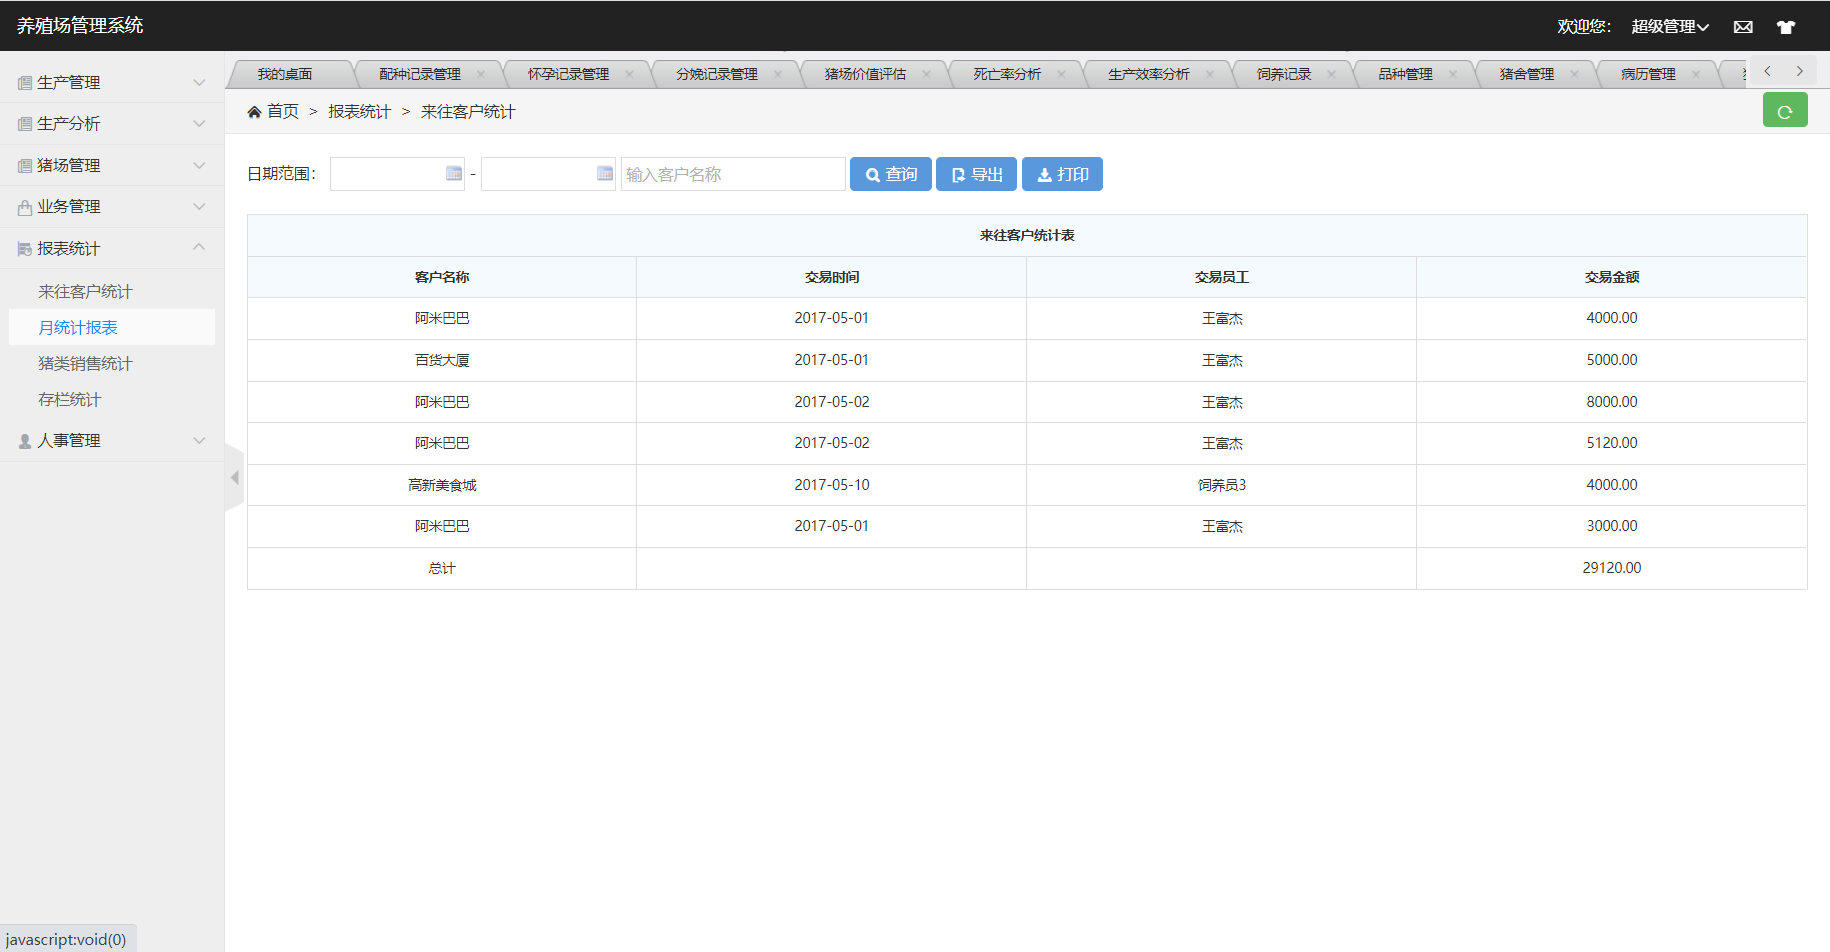 养殖场管理系统
欢迎您： 超级管理
生产管理
生产分析
猪场管理
业务管理
报表统计
来往客户统计
月统计报表
猪类销售统计
存栏统计
人事管理
我的桌面 配种记录管理 怀孕记录管理 分娩记录管理 猪场价值评估 死亡率分析 生产效率分析 饲养记录 品种管理 猪舍管理 病历管理
首页 > 报表统计 > 来往客户统计
日期范围： - 输入客户名称 查询 导出 打印
来往客户统计表
客户名称 交易时间 交易员工 交易金额
阿米巴巴 2017-05-01 王富杰 4000.00
百货大厦 2017-05-01 王富杰 5000.00
阿米巴巴 2017-05-02 王富杰 8000.00
阿米巴巴 2017-05-02 王富杰 5120.00
高新美食城 2017-05-10 饲养员3 4000.00
阿米巴巴 2017-05-01 王富杰 3000.00
总计 29120.00
javascript:void(0)